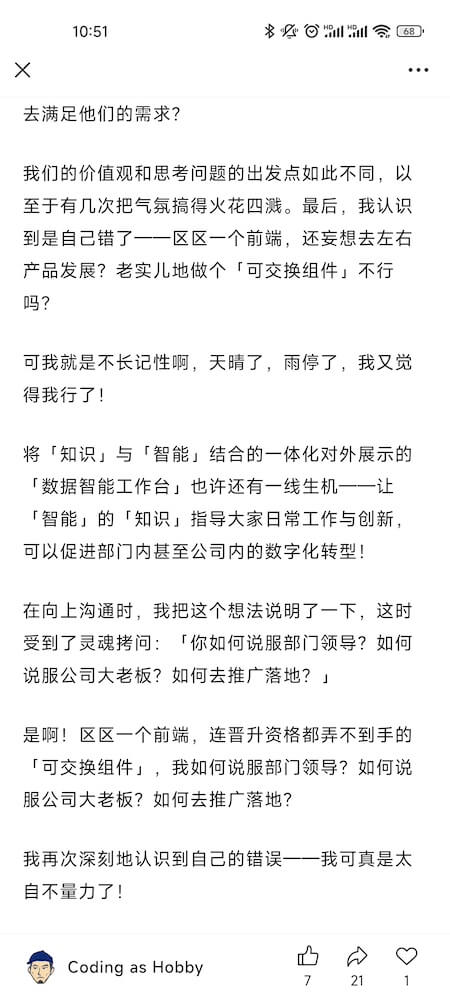 10:51
HD HD 68
去满足他们的需求？
我们的价值观和思考问题的出发点如此不同，以
至于有几次把气氛搞得火花四溅。最后，我认识
到是自己错了——区区一个前端，还妄想去左右
产品发展？老实儿地做个「可交换组件」不行
吗？
可我就是不长记性啊，天晴了，雨停了，我又觉
得我行了！
将「知识」与「智能」结合的一体化对外展示的
「数据智能工作台」也许还有一线生机——让
「智能」的「知识」指导大家日常工作与创新，
可以促进部门内甚至公司内的数字化转型！
在向上沟通时，我把这个想法说明了一下，这时
受到了灵魂拷问：「你如何说服部门领导？如何
说服公司大老板？如何去推广落地？」
是啊！区区一个前端，连晋升资格都弄不到手的
「可交换组件」，我如何说服部门领导？如何说
服公司大老板？如何去推广落地？
我再次深刻地认识到自己的错误——我可真是太
自不量力了！
Coding as Hobby
7 21 1